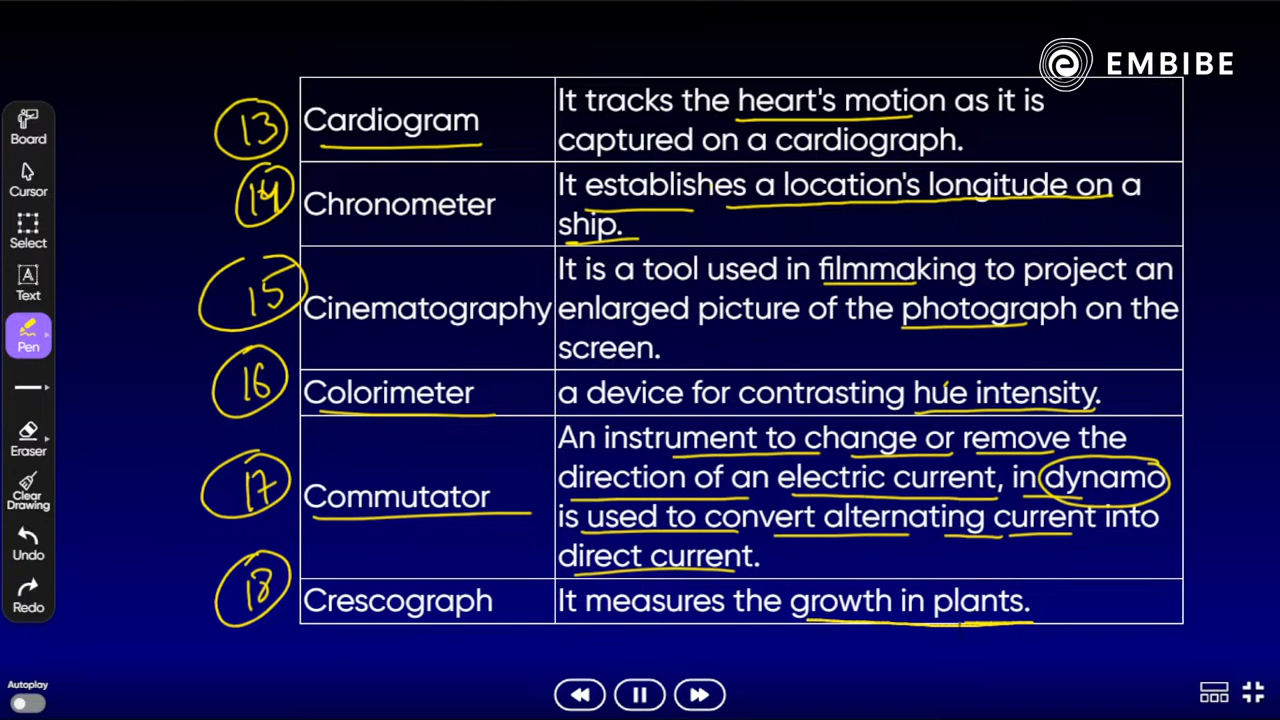 EMBIBE
Board
Cursor
Select
A
Text
Pen
Eraser
Clear
Drawing
Undo
Redo
13
Cardiogram
It tracks the heart's motion as it is
captured on a cardiograph.
14
Chronometer
It establishes a location's longitude on a
ship.
15
Cinematography
It is a tool used in filmmaking to project an
enlarged picture of the photograph on the
screen.
16
Colorimeter
a device for contrasting hue intensity.
17
Commutator
An instrument to change or remove the
direction of an electric current, in dynamo
is used to convert alternating current into
direct current.
18
Crescograph
It measures the growth in plants.
Autoplay